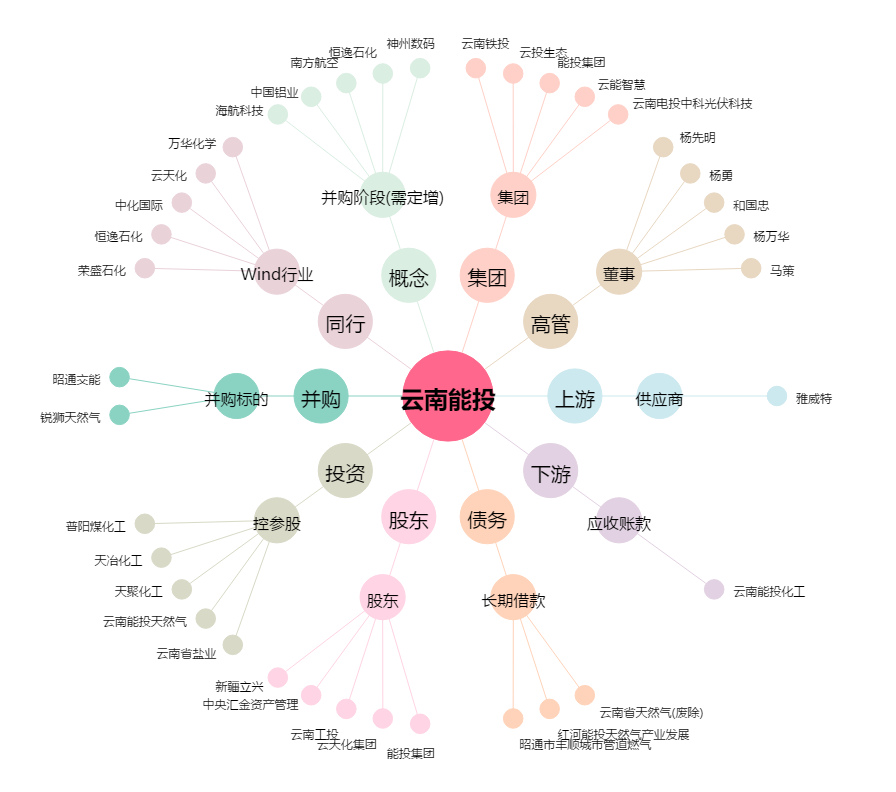 神州数码
恒逸石化
南方航空
中国铝业
海航科技
并购阶段(需定增)
概念
云南铁投
云投生态
能投集团
云能智慧
云南电投中科光伏科技
集团
集团
万华化学
云天化
中化国际
恒逸石化
荣盛石化
Wind行业
同行
杨先明
杨勇
和国忠
杨万华
马策
董事
高管
昭通交能
锐狮天然气
并购标的
并购
云南能投
上游
供应商
雅威特
投资
控参股
普阳煤化工
天冶化工
天聚化工
云南能投天然气
云南省盐业
下游
应收账款
云南能投化工
股东
股东
新疆立兴
中央汇金资产管理
云南工投
云天化集团
能投集团
债务
长期借款
云南省天然气(废除)
红河能投天然气产业发展
昭通市丰顺城市管道燃气